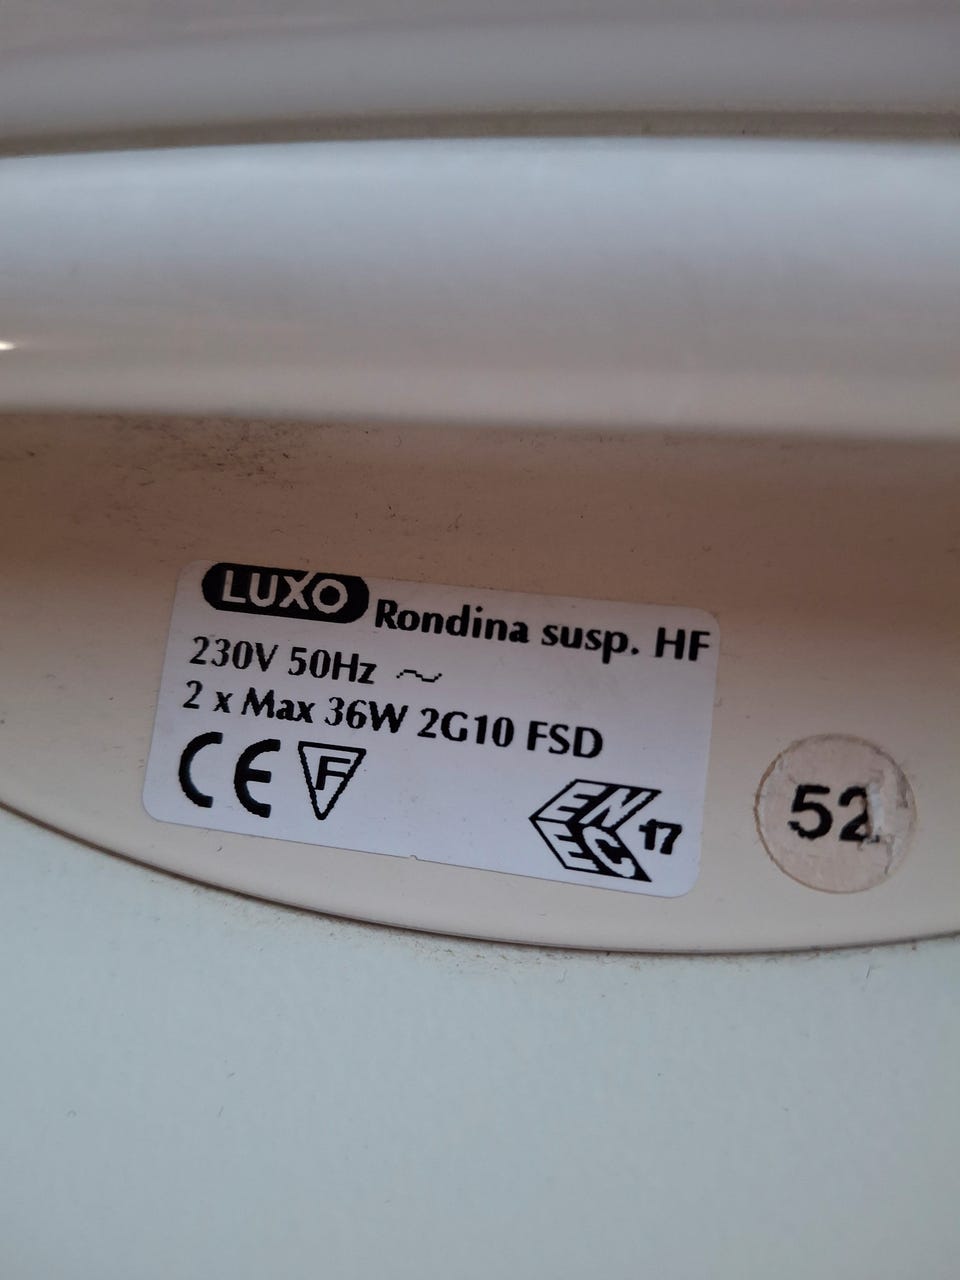 LUXO Rondina susp. HF
230V 50Hz ~
2 x Max 36W 2G10 FSD
CE F
ENEC 17
52